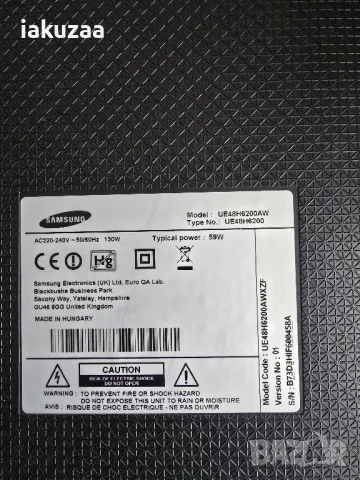 iakuzaa
SAMSUNG
Model : UE48H6200AW
Type No.: UE48H6200
AC220-240V ~ 50/60Hz 130W
Typical power : 59W
CE
Hg
Samsung Electronics (UK) Ltd, Euro QA Lab.
Blackbushe Business Park
Saxony Way, Yateley, Hampshire
GU46 6GG United Kingdom
MADE IN HUNGARY
CAUTION
RISK OF ELECTRIC SHOCK
DO NOT OPEN
WARNING : TO PREVENT FIRE OR SHOCK
DO NOT EXPOSE TO RAIN OR MOISTURE
AVIS : RISQUE DE CHOC ELECTRIQUE - NE PAS OUVRIR
Model Code : UE48H6200AWXZF
Version No : 01
S/N : B73D3HIF600458A
BAZAR